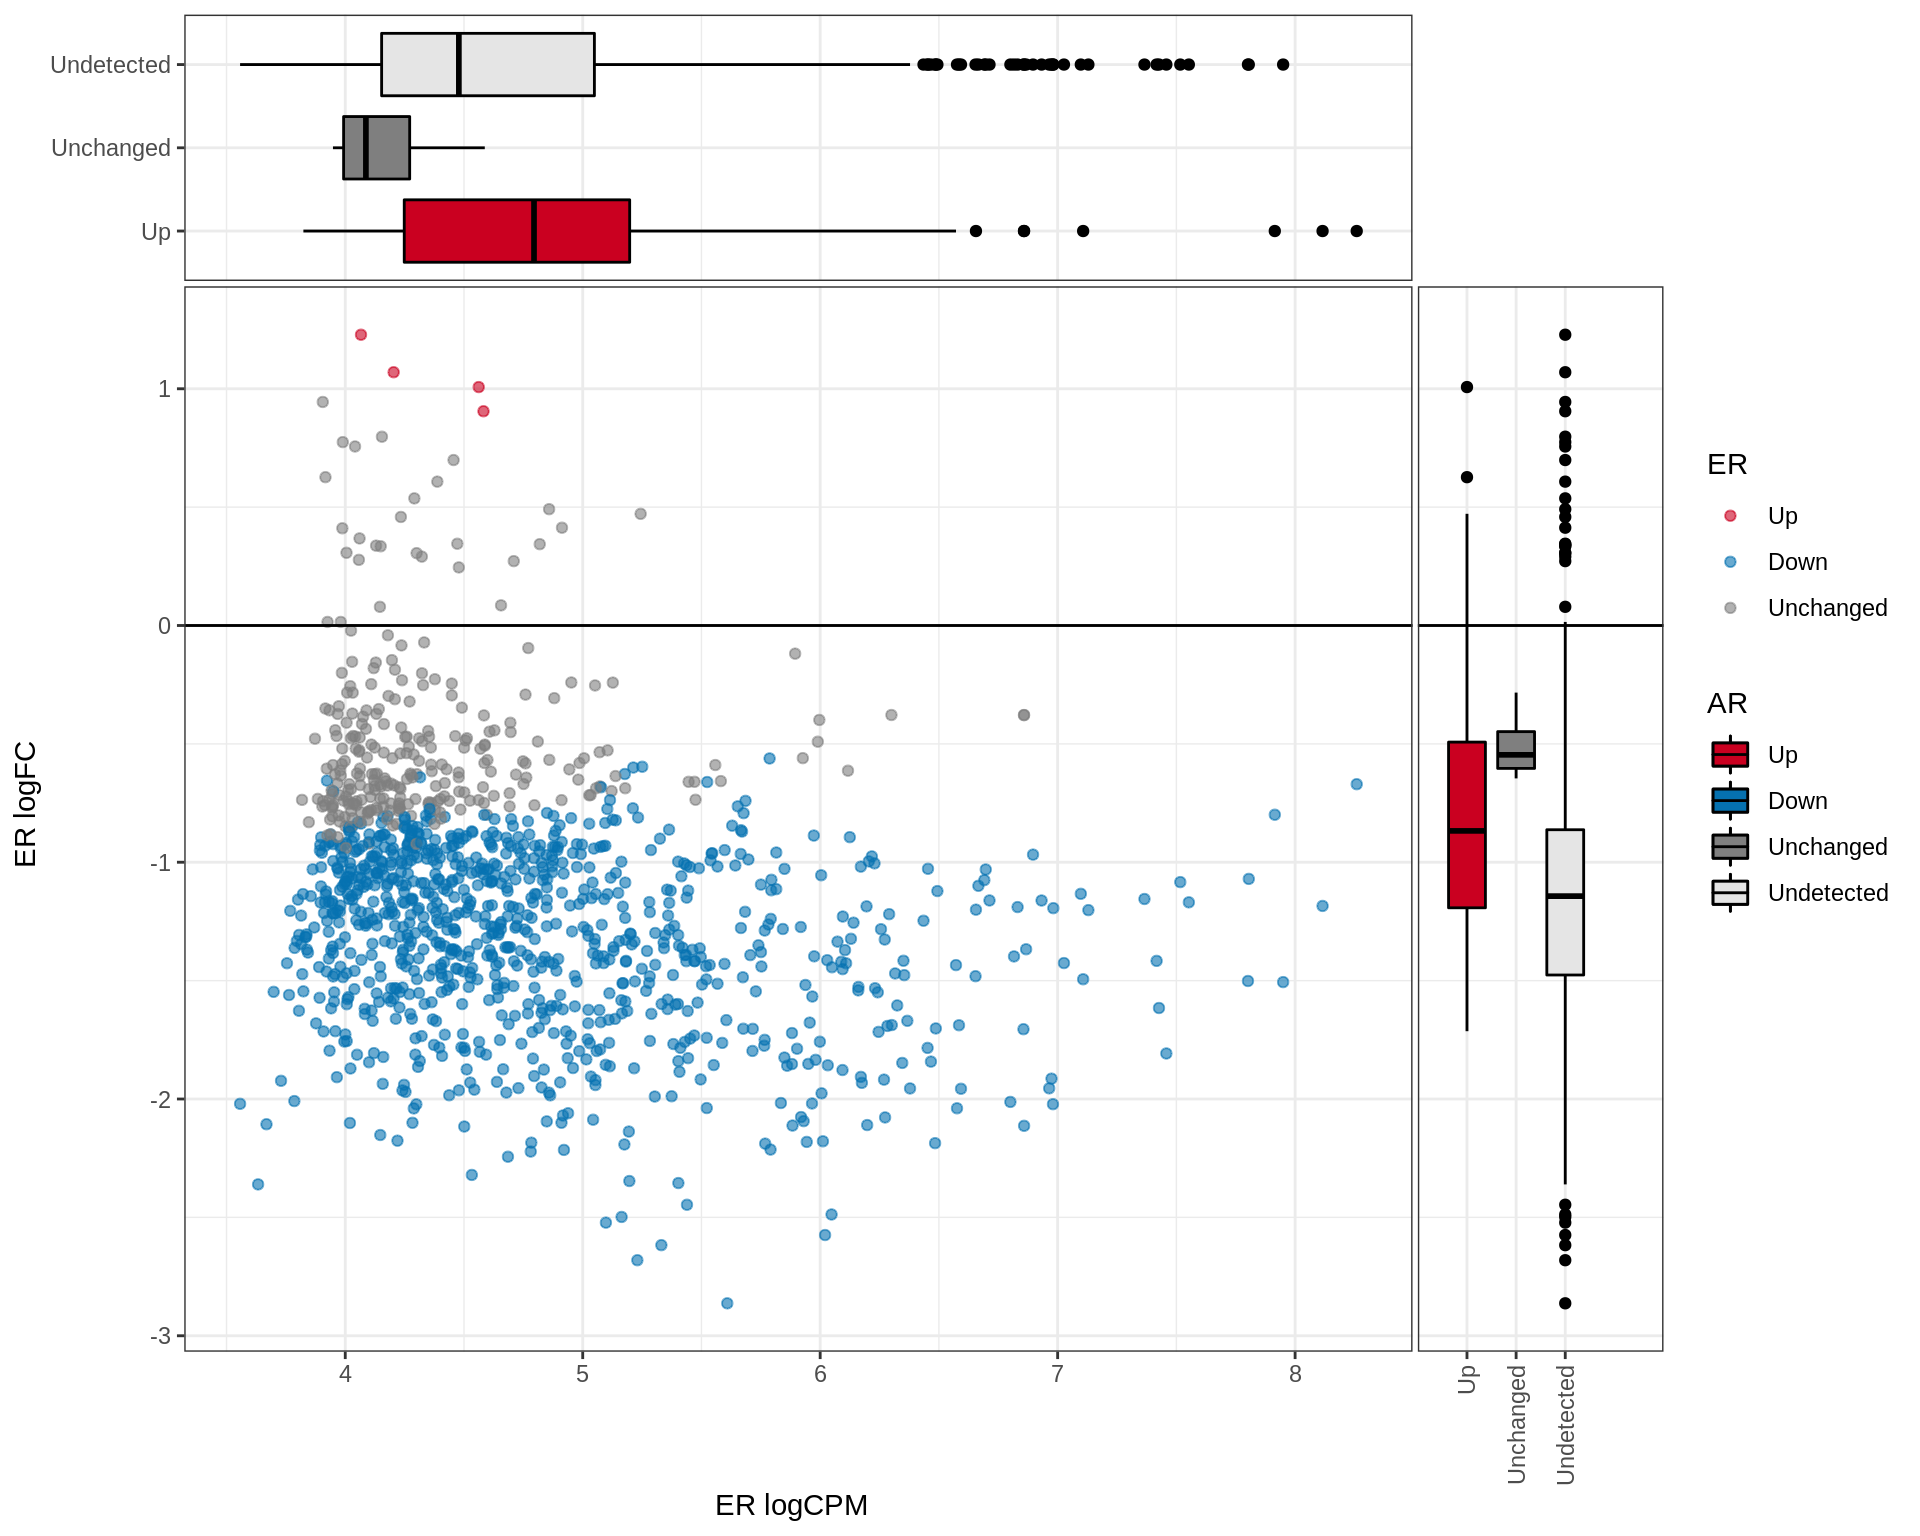 Undetected
Unchanged
Up
1
0
-1
-2
-3
ER logFC
4
5
6
7
8
ER logCPM
Up
Unchanged
Undetected
ER
Up
Down
Unchanged
AR
Up
Down
Unchanged
Undetected